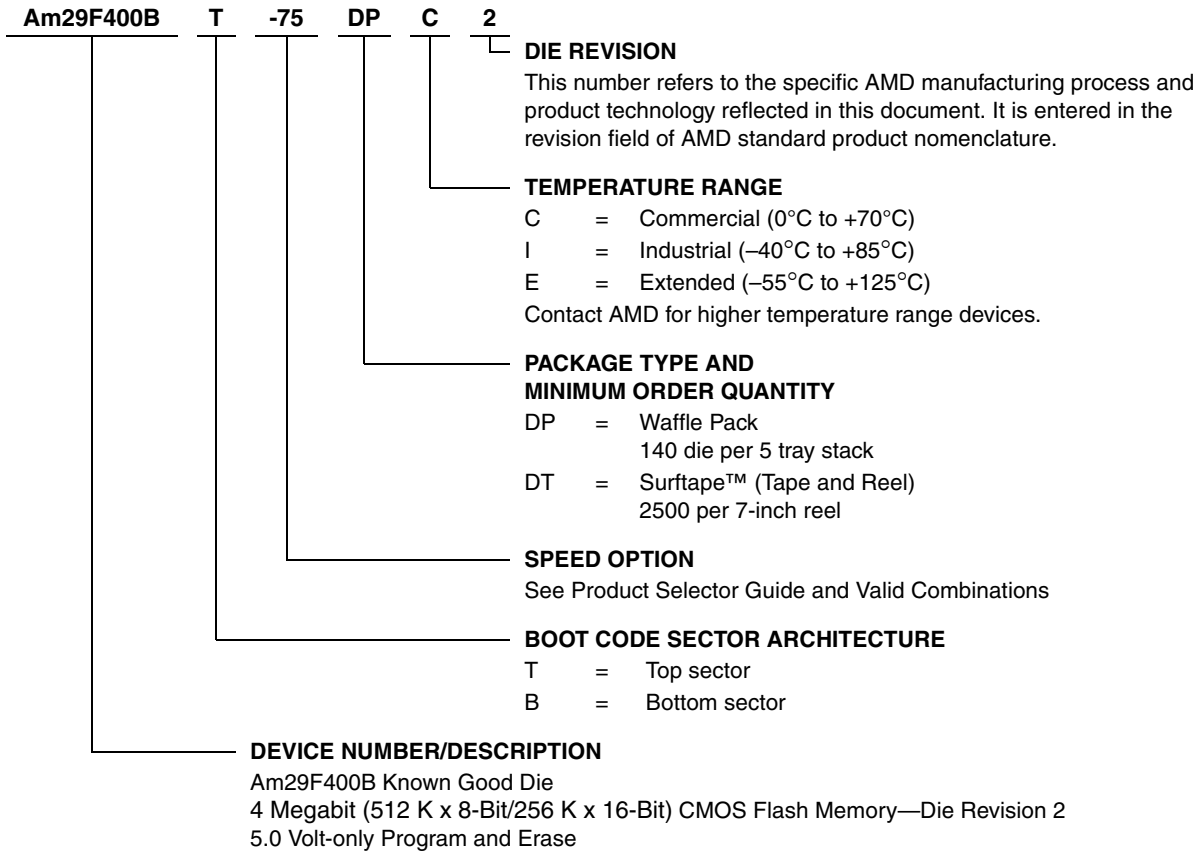 Am29F400B T -75 DP C 2
DIE REVISION
This number refers to the specific AMD manufacturing process and
product technology reflected in this document. It is entered in the
revision field of AMD standard product nomenclature.
TEMPERATURE RANGE
C = Commercial (0°C to +70°C)
I = Industrial (–40°C to +85°C)
E = Extended (–55°C to +125°C)
Contact AMD for higher temperature range devices.
PACKAGE TYPE AND
MINIMUM ORDER QUANTITY
DP = Waffle Pack
140 die per 5 tray stack
DT = Surftape™ (Tape and Reel)
2500 per 7-inch reel
SPEED OPTION
See Product Selector Guide and Valid Combinations
BOOT CODE SECTOR ARCHITECTURE
T = Top sector
B = Bottom sector
DEVICE NUMBER/DESCRIPTION
Am29F400B Known Good Die
4 Megabit (512 K x 8-Bit/256 K x 16-Bit) CMOS Flash Memory—Die Revision 2
5.0 Volt-only Program and Erase